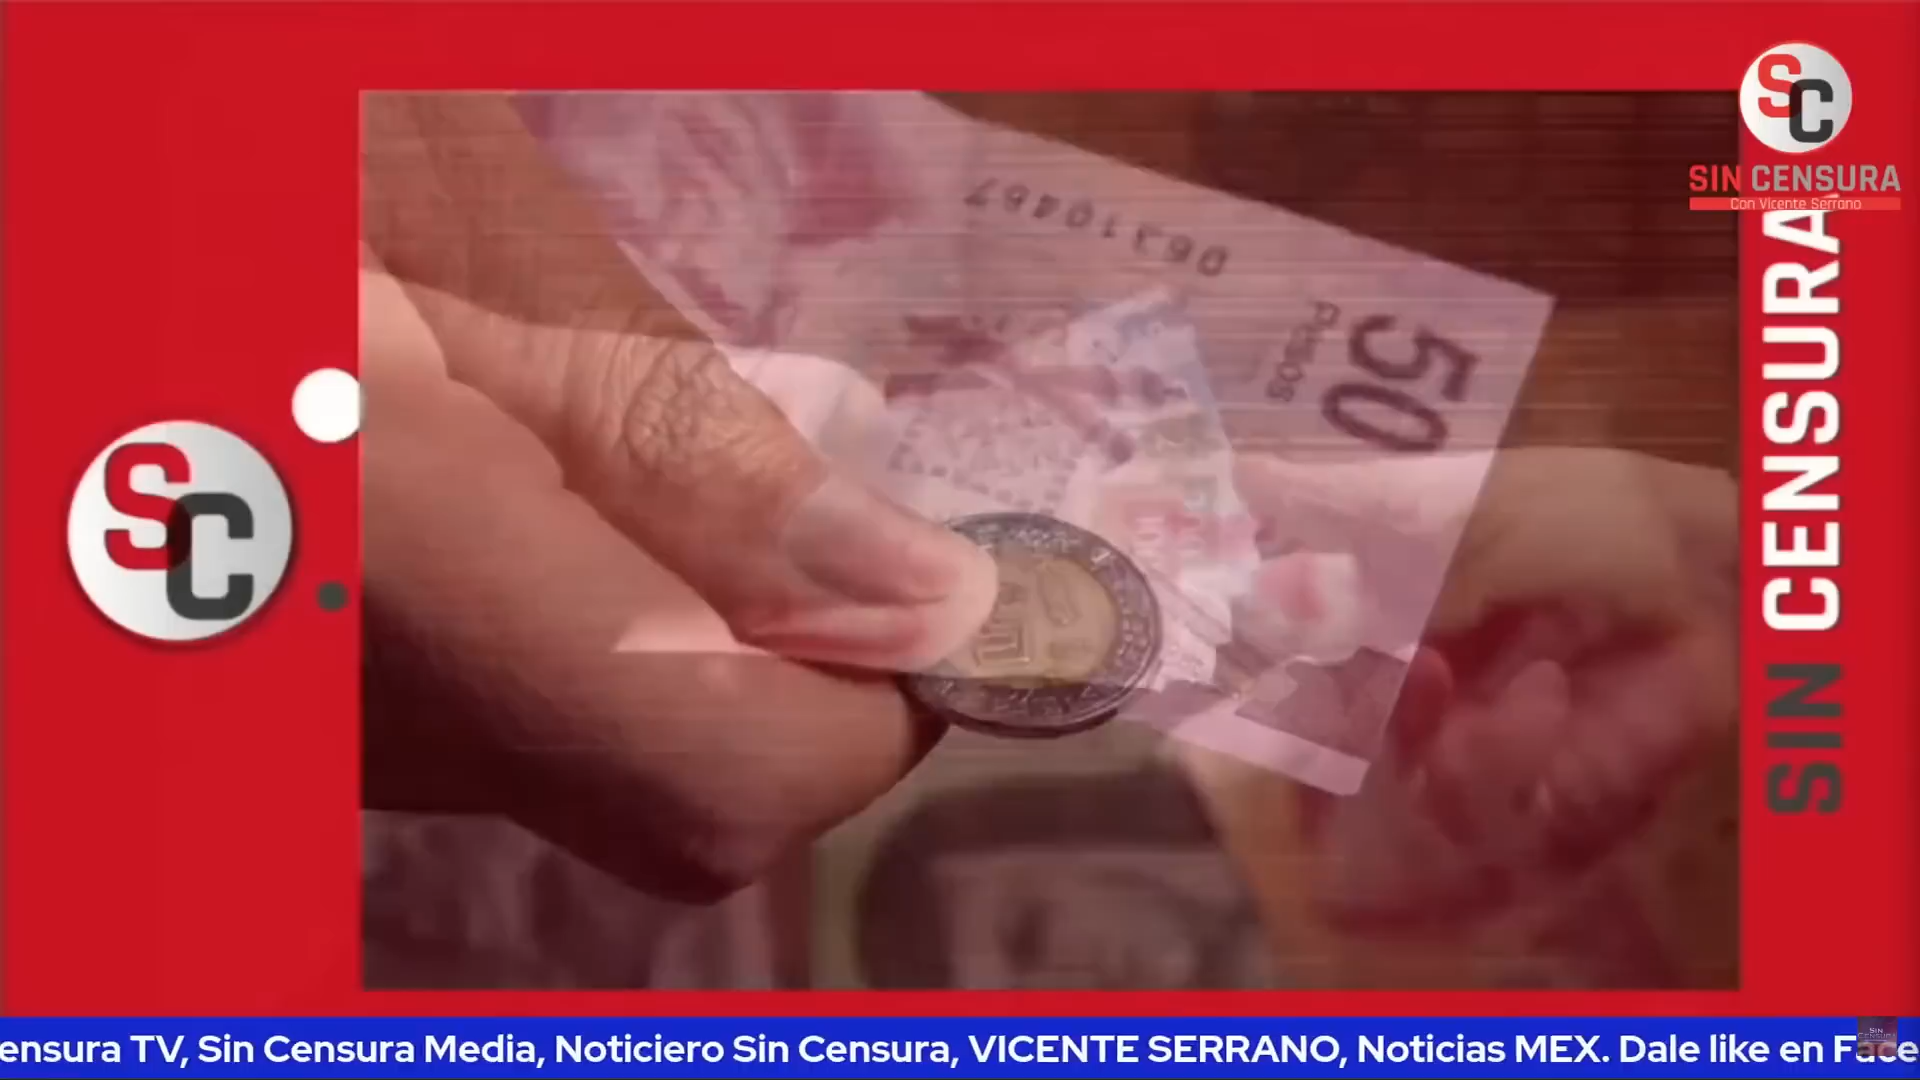 SC
SIN CENSURA
Con Vicente Serrano
06310467
50
Pesos
SC
SIN CENSURA
ensura TV, Sin Censura Media, Noticiero Sin Censura, VICENTE SERRANO, Noticias MEX. Dale like en Face